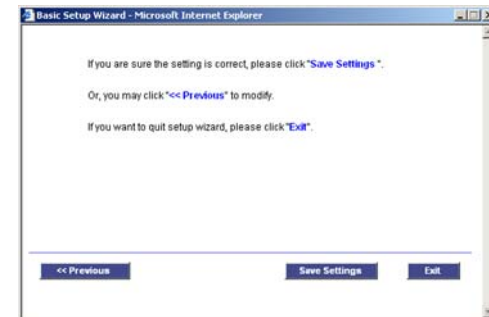 Basic Setup Wizard - Microsoft Internet Explorer
If you are sure the setting is correct, please click "Save Settings ".
Or, you may click "<< Previous" to modify.
If you want to quit setup wizard, please click "Exit".
<< Previous Save Settings Exit